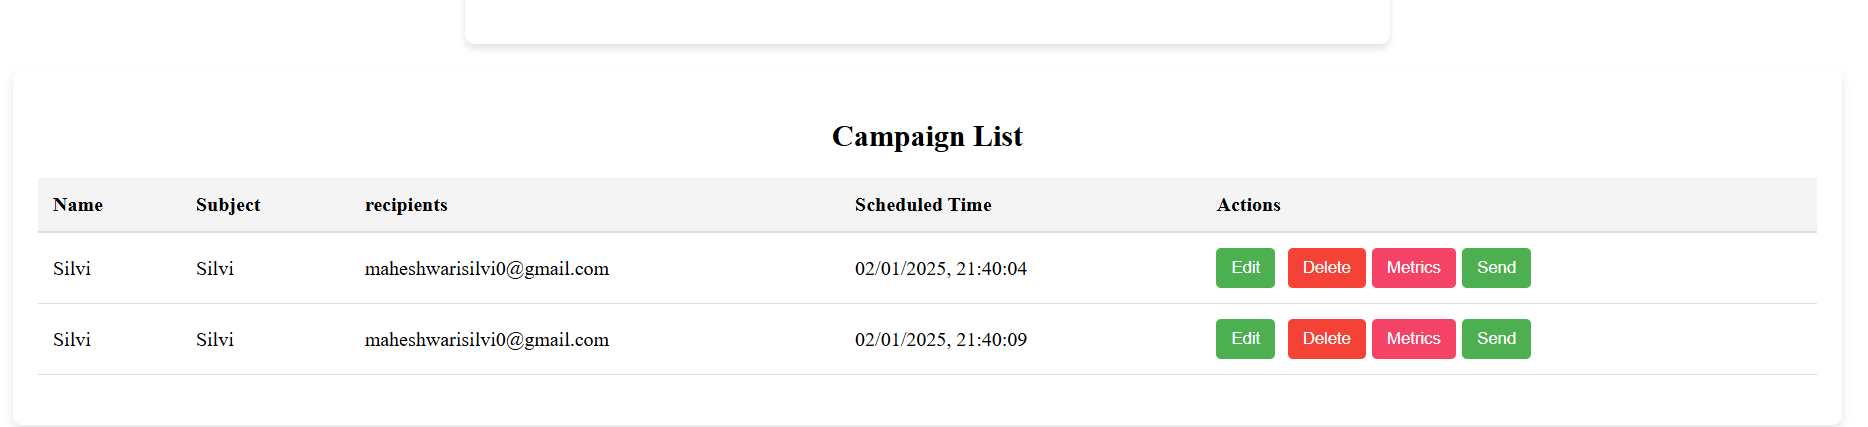 Campaign List
Name Subject recipients Scheduled Time Actions
Silvi Silvi maheshwarisilvi0@gmail.com 02/01/2025, 21:40:04 Edit Delete Metrics Send
Silvi Silvi maheshwarisilvi0@gmail.com 02/01/2025, 21:40:09 Edit Delete Metrics Send